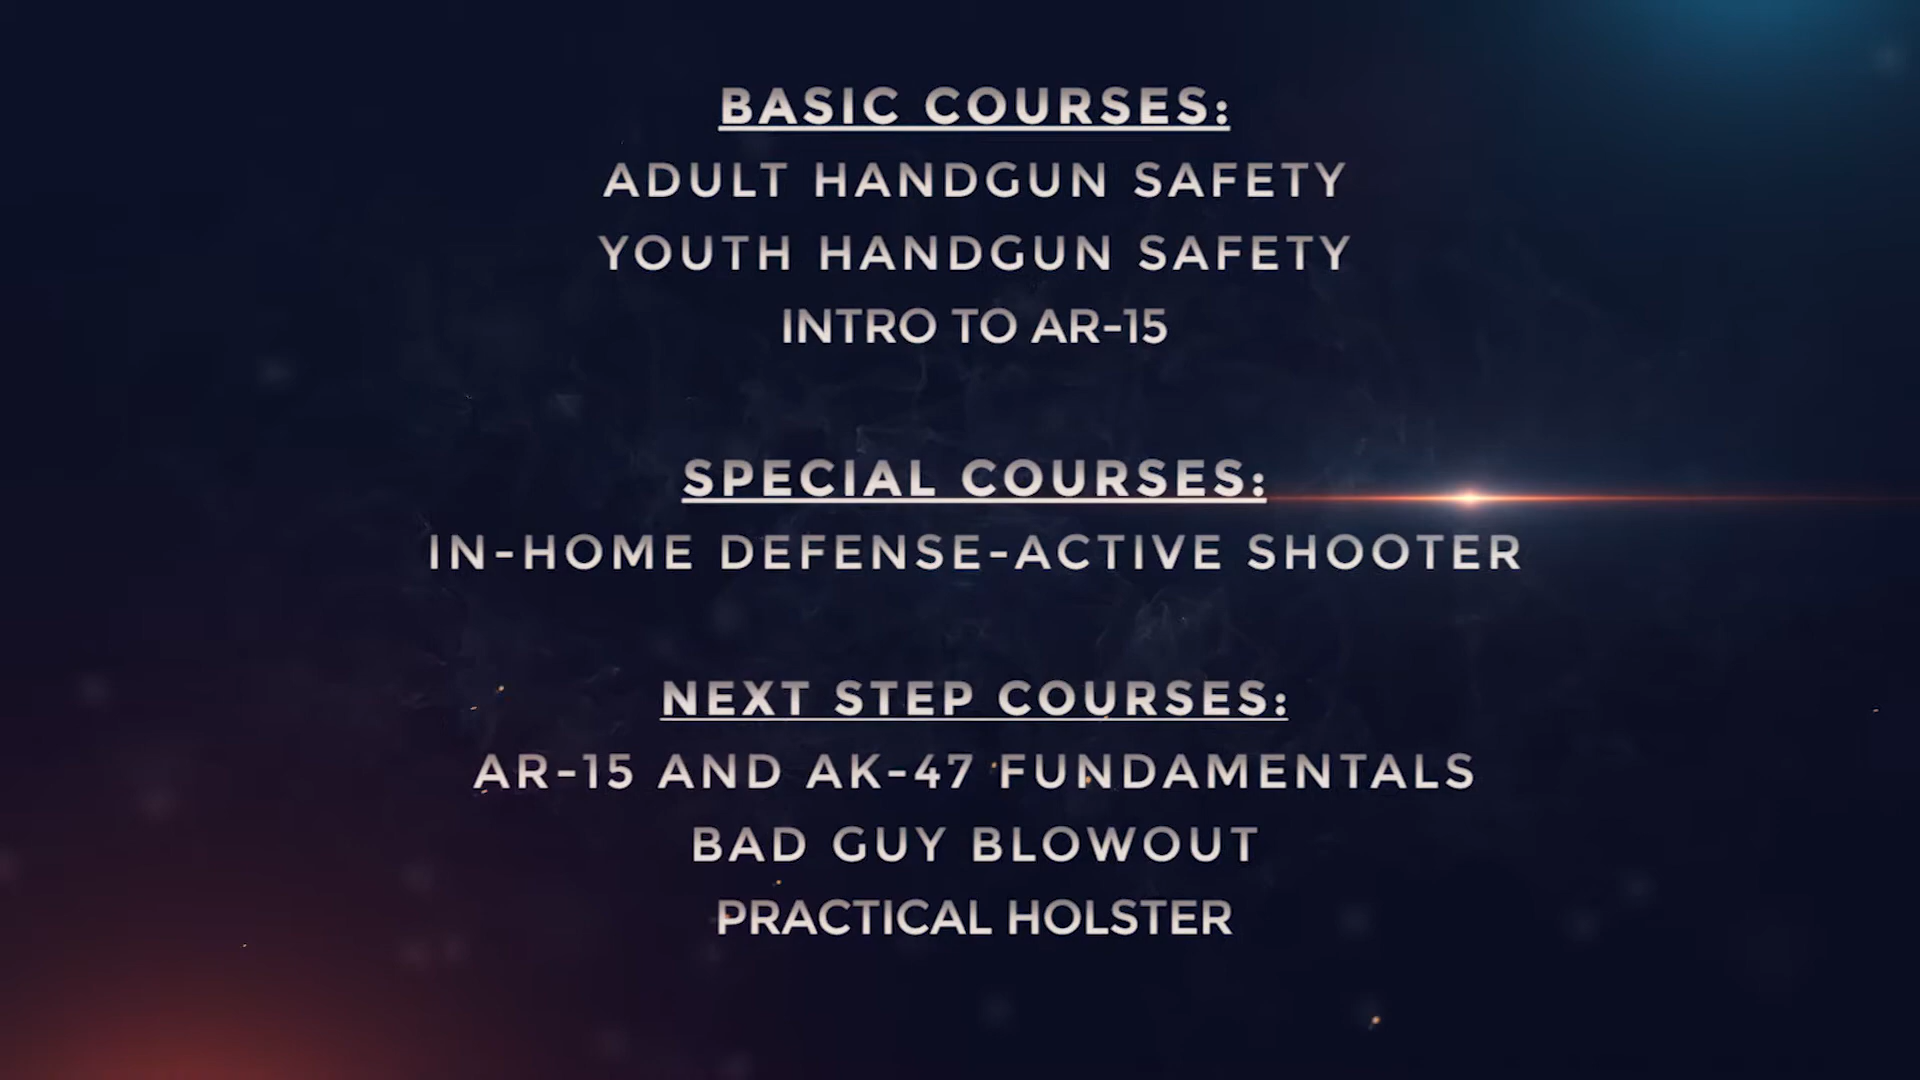 BASIC COURSES:
ADULT HANDGUN SAFETY
YOUTH HANDGUN SAFETY
INTRO TO AR-15
SPECIAL COURSES:
IN-HOME DEFENSE-ACTIVE SHOOTER
NEXT STEP COURSES:
AR-15 AND AK-47 FUNDAMENTALS
BAD GUY BLOWOUT
PRACTICAL HOLSTER